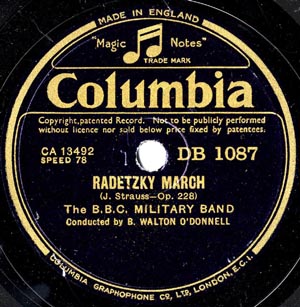 MADE IN ENGLAND
"Magic Notes"
TRADE MARK
Columbia
Copyright, patented Record. Not to be publicly performed
without licence nor sold below price fixed by patentees.
CA 13492
SPEED 78
DB 1087
RADETZKY MARCH
(J. Strauss—Op. 228)
The B.B.C. MILITARY BAND
Conducted by B. WALTON O'DONNELL
COLUMBIA GRAPHOPHONE CO, LTD, LONDON, E.C.I.